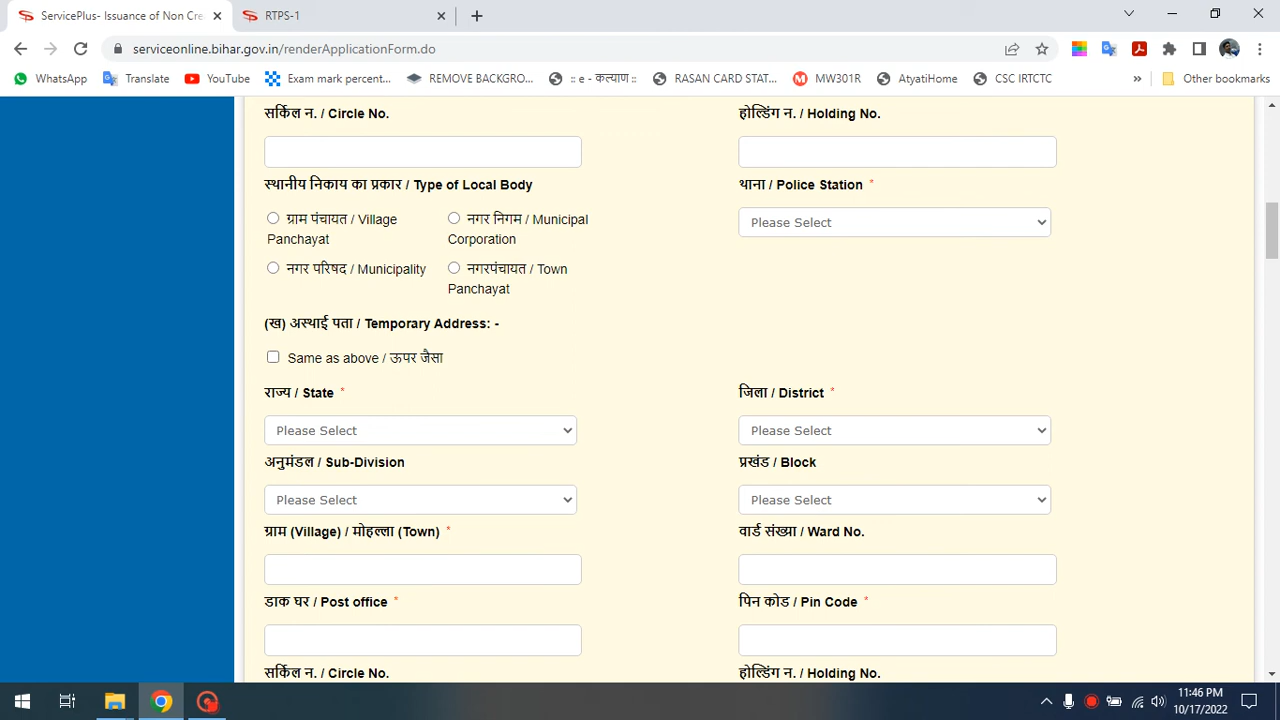 ServicePlus- Issuance of Non Cre
RTPS-1
serviceonline.bihar.gov.in/renderApplicationForm.do
WhatsApp
Translate
YouTube
Exam mark percent...
REMOVE BACKGRO...
:: e - कल्याण ::
RASAN CARD STAT...
MW301R
AtyatiHome
CSC IRTCTC
»
Other bookmarks
सर्किल न. / Circle No.
होल्डिंग न. / Holding No.
स्थानीय निकाय का प्रकार / Type of Local Body
थाना / Police Station *
ग्राम पंचायत / Village Panchayat
नगर निगम / Municipal Corporation
Please Select
नगर परिषद / Municipality
नगरपंचायत / Town Panchayat
(ख) अस्थाई पता / Temporary Address: -
Same as above / ऊपर जैसा
राज्य / State *
जिला / District *
Please Select
Please Select
अनुमंडल / Sub-Division
प्रखंड / Block
Please Select
Please Select
ग्राम (Village) / मोहल्ला (Town) *
वार्ड संख्या / Ward No.
डाक घर / Post office *
पिन कोड / Pin Code *
सर्किल न. / Circle No.
होल्डिंग न. / Holding No.
11:46 PM
10/17/2022